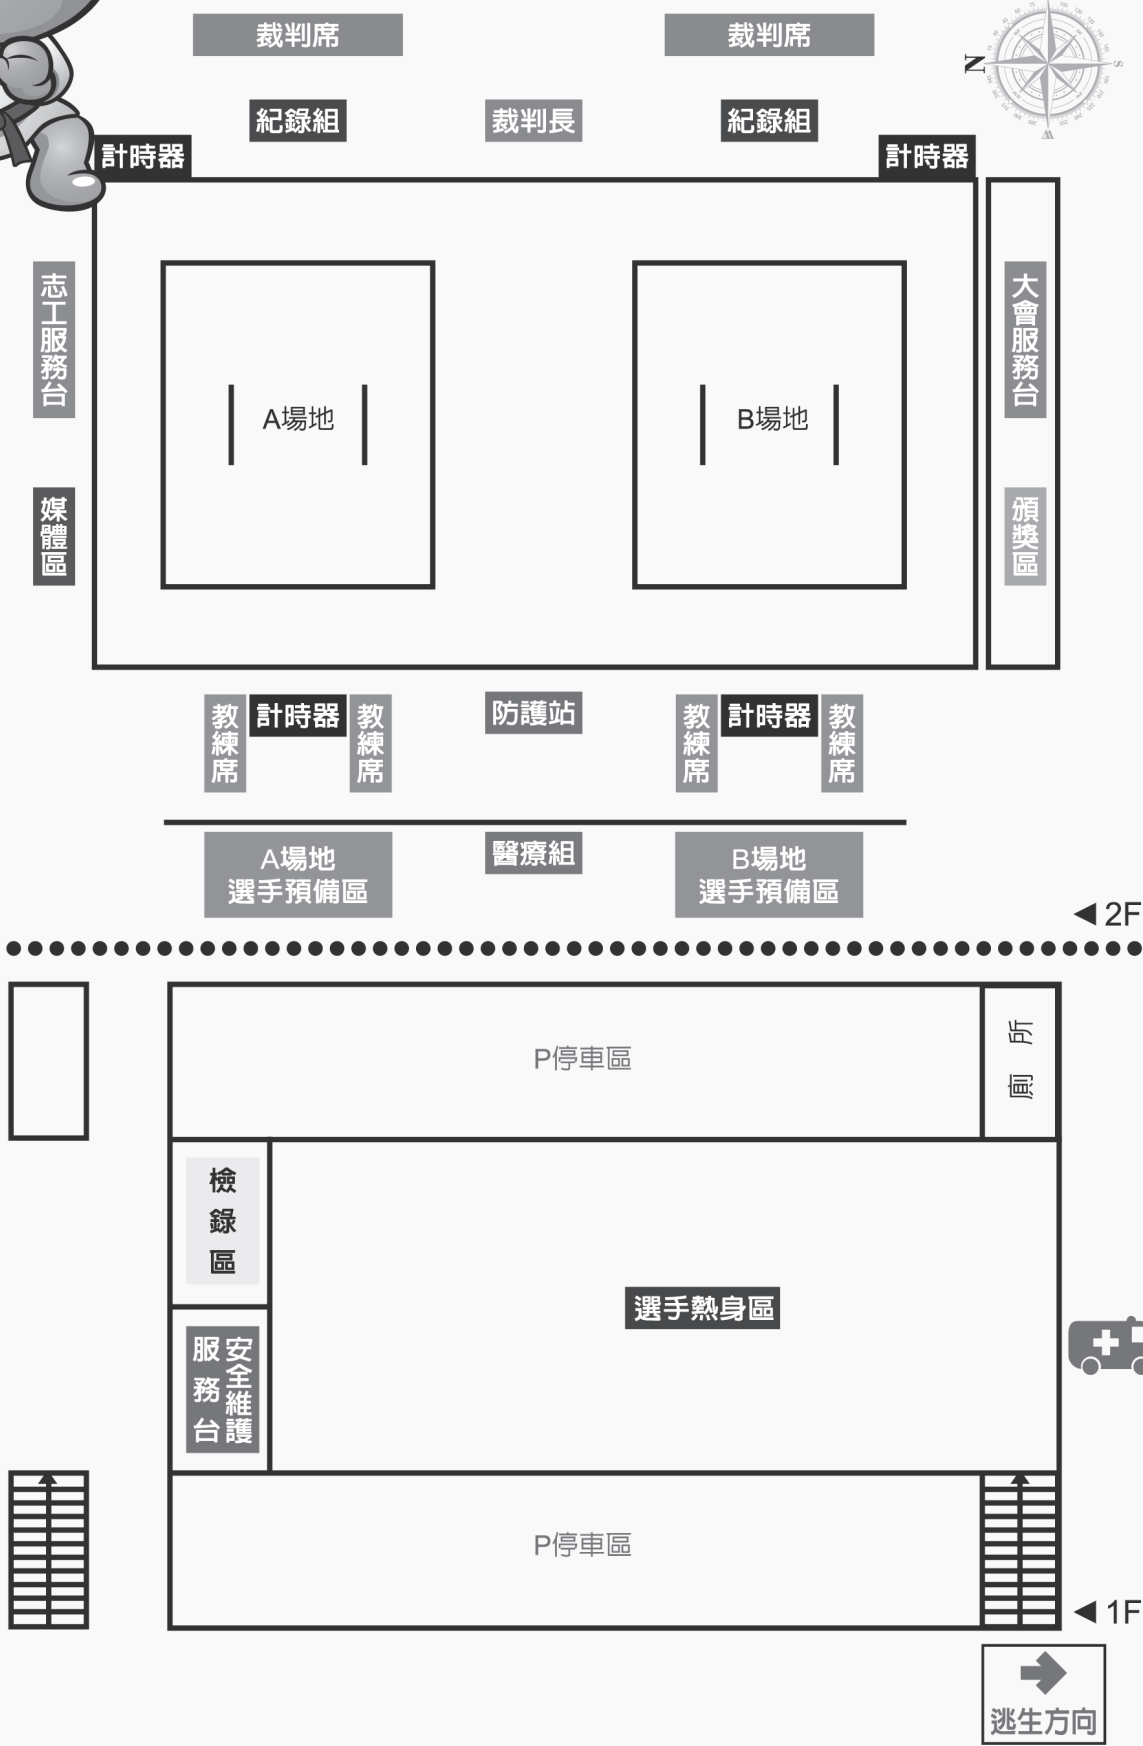 裁判席
裁判席
N
S
W
紀錄組
裁判長
紀錄組
計時器
計時器
志工服務台
大會服務台
A場地
B場地
媒體區
頒獎區
教練席
計時器
教練席
防護站
教練席
計時器
教練席
A場地
選手預備區
醫療組
B場地
選手預備區
2F
P停車區
廁所
檢錄區
選手熱身區
安全維護
服務台
P停車區
1F
逃生方向